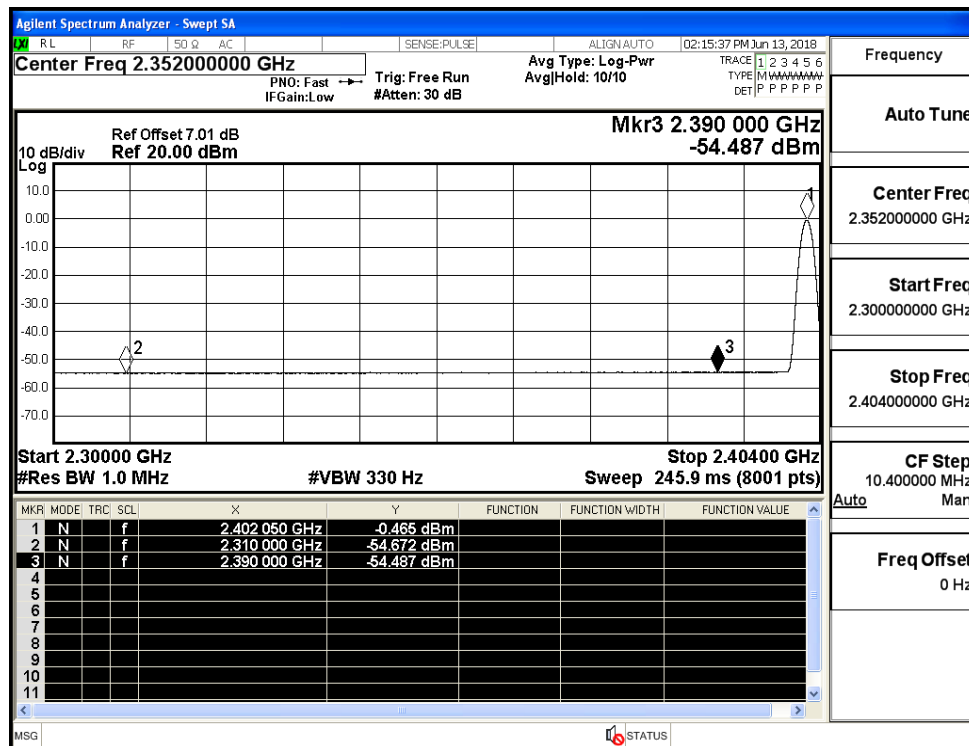 Agilent Spectrum Analyzer - Swept SA
LXI RL RF 50 Ω AC SENSE:PULSE ALIGN AUTO 02:15:37 PM Jun 13, 2018
Center Freq 2.352000000 GHz
PNO: Fast
IFGain:Low
Trig: Free Run
#Atten: 30 dB
Avg Type: Log-Pwr
Avg|Hold: 10/10
TRACE 1 2 3 4 5 6
TYPE M W W W W W
DET P P P P P P
Ref Offset 7.01 dB
Ref 20.00 dBm
10 dB/div
Log
Mkr3 2.390 000 GHz
-54.487 dBm
10.0
0.00
-10.0
-20.0
-30.0
-40.0
-50.0
-60.0
-70.0
1
2
3
Start 2.30000 GHz Stop 2.40400 GHz
#Res BW 1.0 MHz #VBW 330 Hz Sweep 245.9 ms (8001 pts)
MKR MODE TRC SCL X Y FUNCTION FUNCTION WIDTH FUNCTION VALUE
1 N f 2.402 050 GHz -0.465 dBm
2 N f 2.310 000 GHz -54.672 dBm
3 N f 2.390 000 GHz -54.487 dBm
4
5
6
7
8
9
10
11
MSG STATUS
Frequency
Auto Tune
Center Freq
2.352000000 GHz
Start Freq
2.300000000 GHz
Stop Freq
2.404000000 GHz
CF Step
10.400000 MHz
Auto Man
Freq Offset
0 Hz